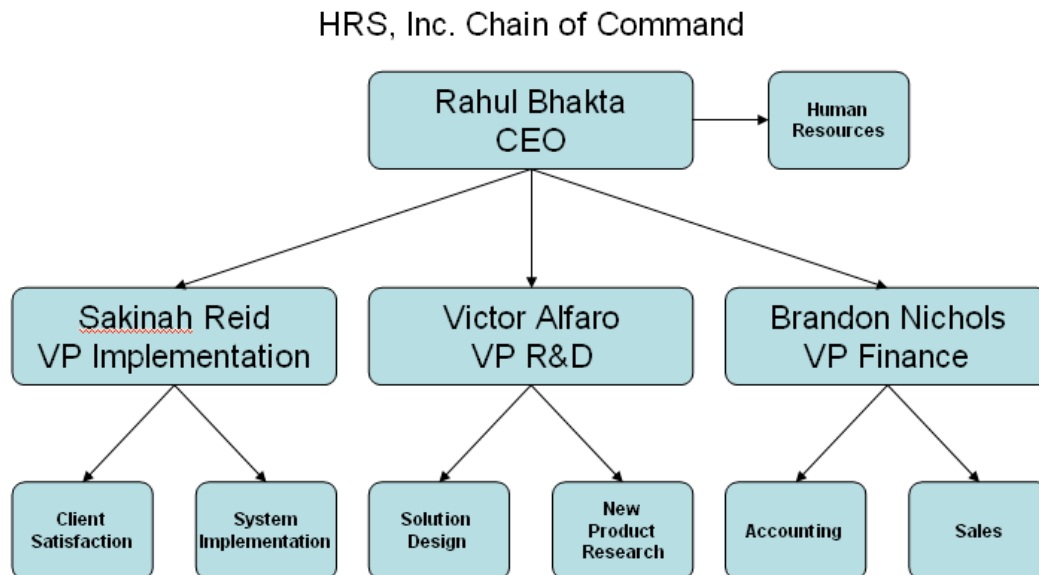 HRS, Inc. Chain of Command
Rahul Bhakta
CEO
Human
Resources
Sakinah Reid
VP Implementation
Victor Alfaro
VP R&D
Brandon Nichols
VP Finance
Client
Satisfaction
System
Implementation
Solution
Design
New
Product
Research
Accounting
Sales